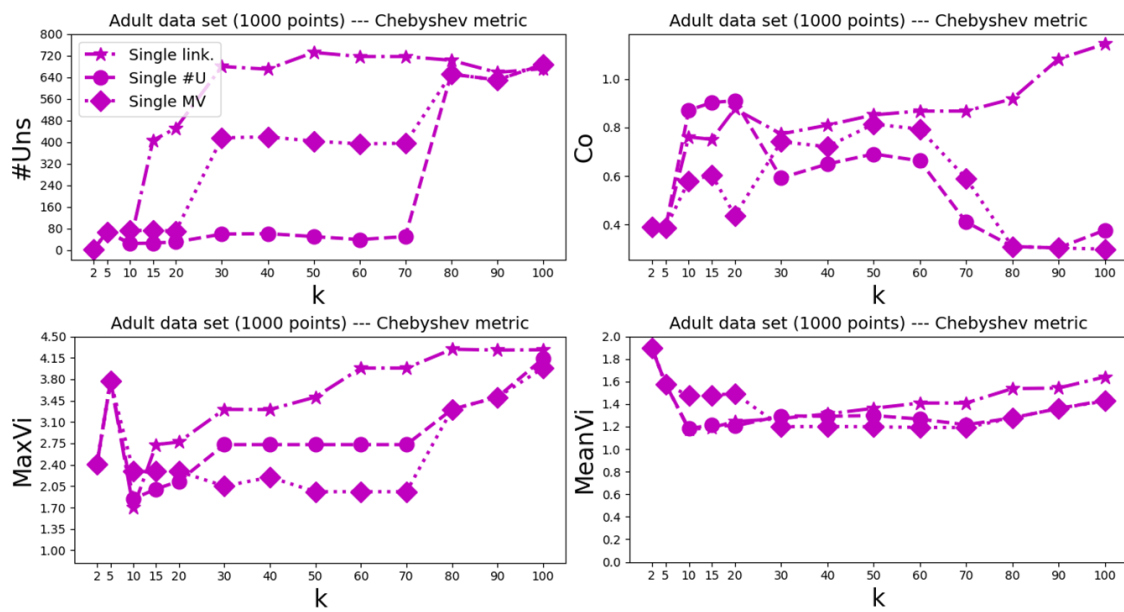 Adult data set (1000 points) --- Chebyshev metric
800
720
640
560
480
400
320
240
160
80
0
#Uns
Single link.
Single #U
Single MV
2 5 10 15 20 30 40 50 60 70 80 90 100
k
Adult data set (1000 points) --- Chebyshev metric
1.0
0.8
0.6
0.4
Co
2 5 10 15 20 30 40 50 60 70 80 90 100
k
Adult data set (1000 points) --- Chebyshev metric
4.50
4.15
3.80
3.45
3.10
2.75
2.40
2.05
1.70
1.35
1.00
MaxVi
2 5 10 15 20 30 40 50 60 70 80 90 100
k
Adult data set (1000 points) --- Chebyshev metric
2.0
1.8
1.6
1.4
1.2
1.0
0.8
0.6
0.4
0.2
0.0
MeanVi
2 5 10 15 20 30 40 50 60 70 80 90 100
k